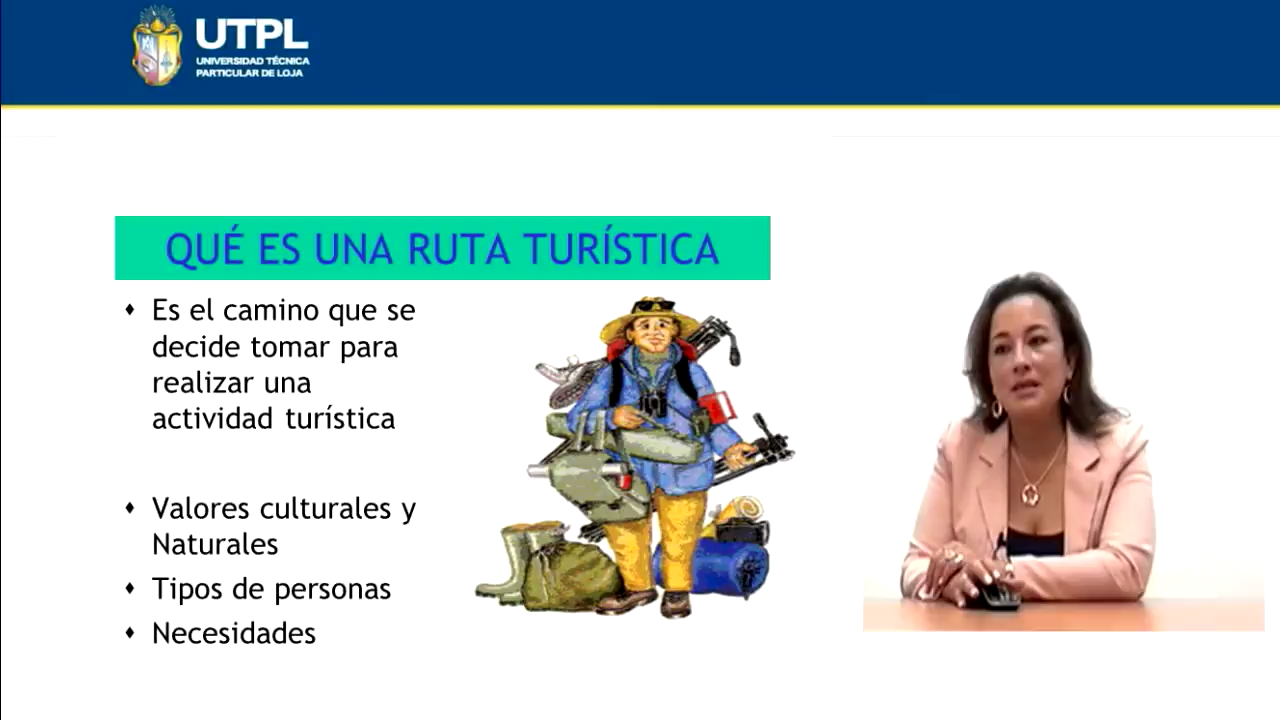 UTPL
UNIVERSIDAD TÉCNICA
PARTICULAR DE LOJA
QUÉ ES UNA RUTA TURÍSTICA
Es el camino que se
decide tomar para
realizar una
actividad turística
Valores culturales y
Naturales
Tipos de personas
Necesidades